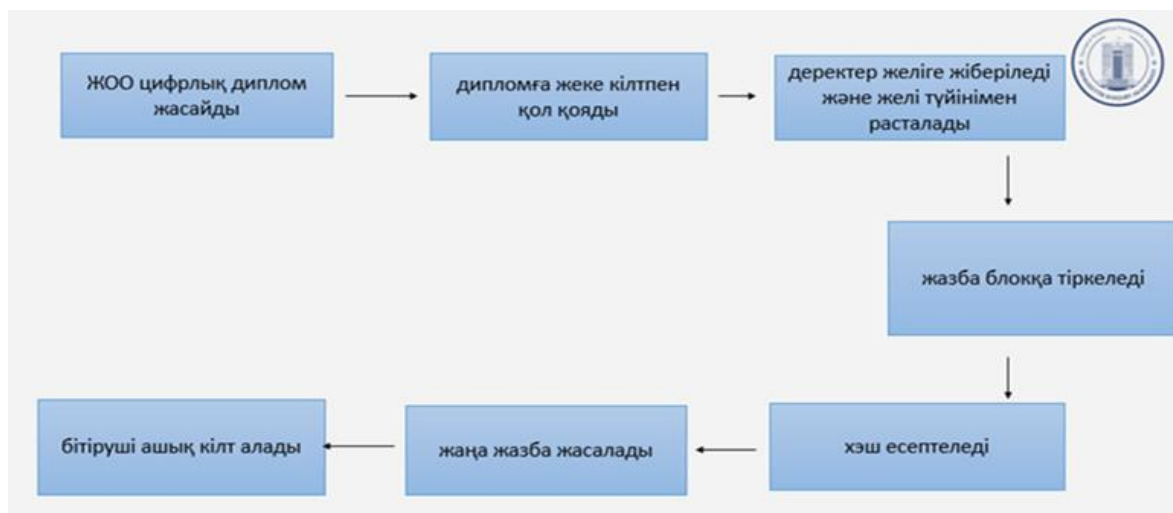 ЖОО цифрлық диплом
жасайды
дипломға жеке кілтпен
қол қояды
деректер желіге жіберіледі
және желі түйінімен
расталады
жазба блокқа тіркеледі
хэш есептеледі
жаңа жазба жасалады
бітіруші ашық кілт алады